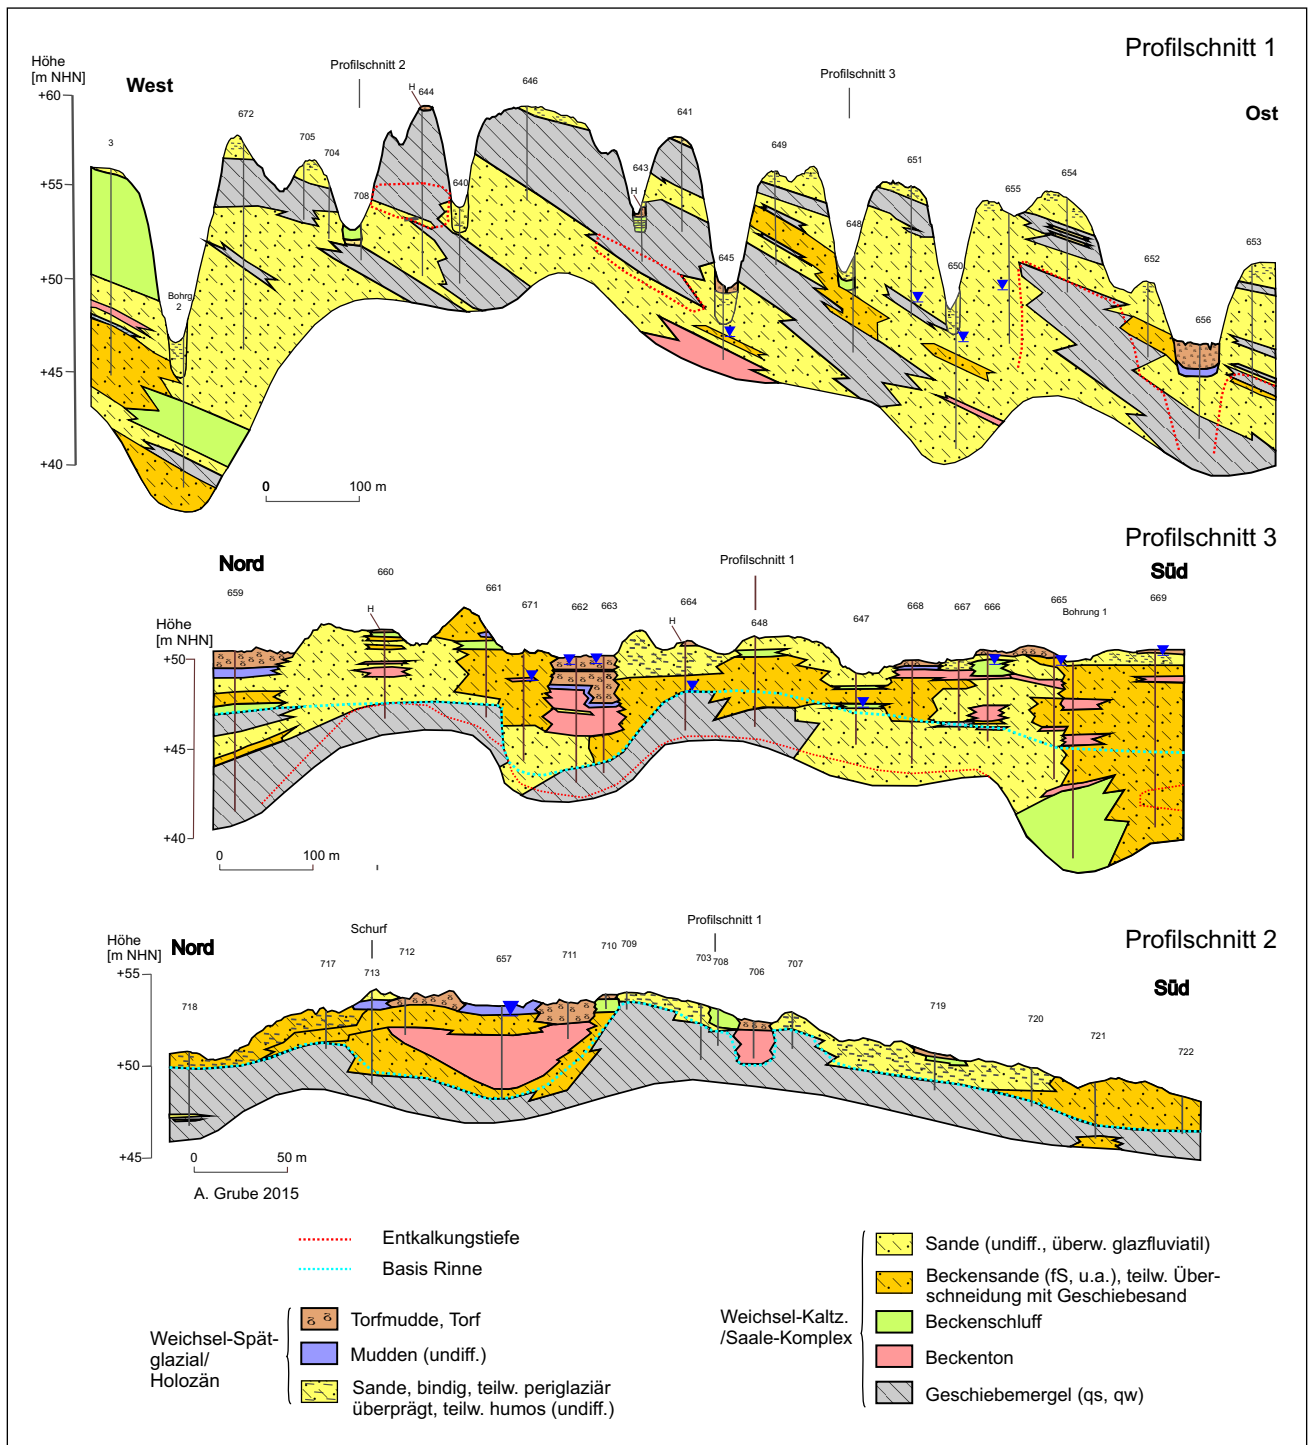 Profilschnitt 1
Höhe
[m NHN]
West
Ost
Profilschnitt 2
Profilschnitt 3
+60
+55
+50
+45
+40
3
Bohrg
2
672
705
704
708
H
644
640
646
643
H
641
645
649
648
651
650
655
654
652
656
653
0
100 m
Profilschnitt 3
Nord
Süd
Profilschnitt 1
Höhe
[m NHN]
+50
+45
+40
659
660
H
661
671
662
663
664
H
648
647
668
667
666
665
Bohrung 1
669
0
100 m
Profilschnitt 2
Nord
Süd
Schurf
Profilschnitt 1
Höhe
[m NHN]
+55
+50
+45
718
717
713
712
657
711
710
709
703
708
706
707
719
720
721
722
0
50 m
A. Grube 2015
Entkalkungstiefe
Basis Rinne
Weichsel-Spät-
glazial/
Holozän
Torfmudde, Torf
Mudden (undiff.)
Sande, bindig, teilw. periglaziär
überprägt, teilw. humos (undiff.)
Weichsel-Kaltz.
/Saale-Komplex
Sande (undiff., überw. glazfluviatil)
Beckensande (fS, u.a.), teilw. Über-
schneidung mit Geschiebesand
Beckenschluff
Beckenton
Geschiebemergel (qs, qw)